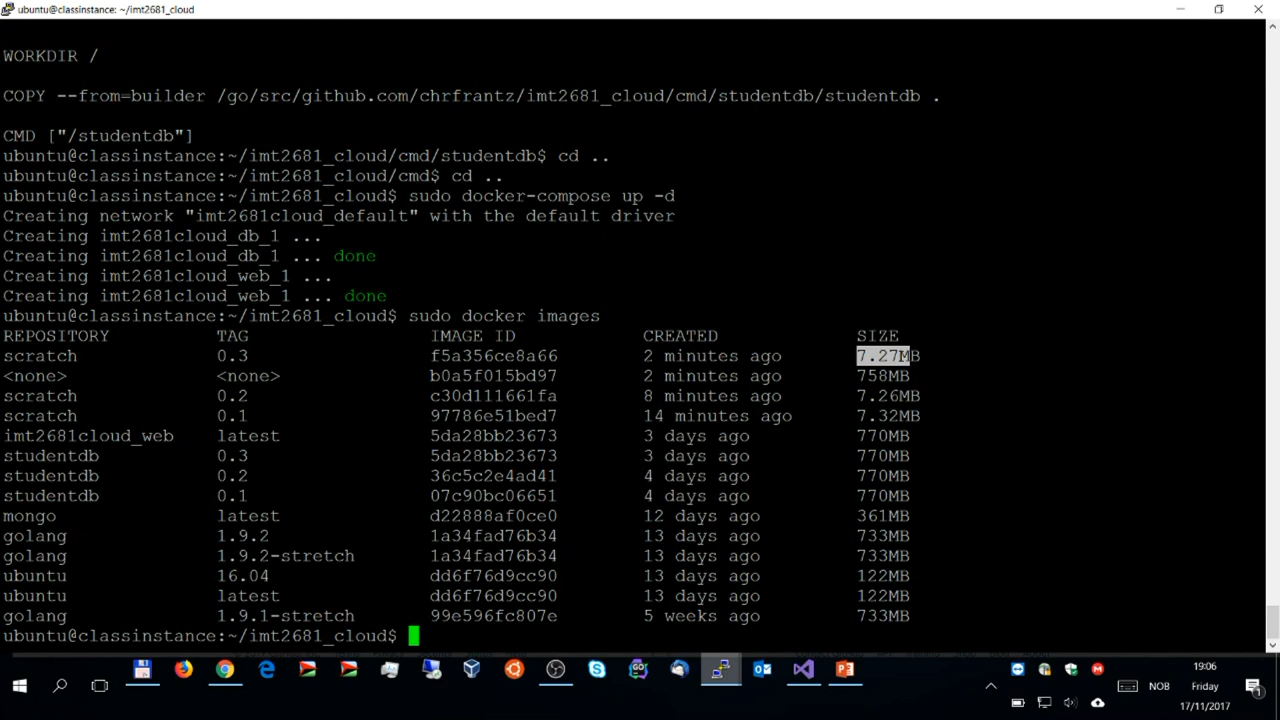 ubuntu@classinstance: ~/imt2681_cloud
WORKDIR /
COPY --from=builder /go/src/github.com/chrfrantz/imt2681_cloud/cmd/studentdb/studentdb .
CMD ["/studentdb"]
ubuntu@classinstance:~/imt2681_cloud/cmd/studentdb$ cd ..
ubuntu@classinstance:~/imt2681_cloud/cmd$ cd ..
ubuntu@classinstance:~/imt2681_cloud$ sudo docker-compose up -d
Creating network "imt2681cloud_default" with the default driver
Creating imt2681cloud_db_1 ...
Creating imt2681cloud_db_1 ... done
Creating imt2681cloud_web_1 ...
Creating imt2681cloud_web_1 ... done
ubuntu@classinstance:~/imt2681_cloud$ sudo docker images
REPOSITORY TAG IMAGE ID CREATED SIZE
scratch 0.3 f5a356ce8a66 2 minutes ago 7.27MB
<none> <none> b0a5f015bd97 2 minutes ago 758MB
scratch 0.2 c30d111661fa 8 minutes ago 7.26MB
scratch 0.1 97786e51bed7 14 minutes ago 7.32MB
imt2681cloud_web latest 5da28bb23673 3 days ago 770MB
studentdb 0.3 5da28bb23673 3 days ago 770MB
studentdb 0.2 36c5c2e4ad41 4 days ago 770MB
studentdb 0.1 07c90bc06651 4 days ago 770MB
mongo latest d22888af0ce0 12 days ago 361MB
golang 1.9.2 1a34fad76b34 13 days ago 733MB
golang 1.9.2-stretch 1a34fad76b34 13 days ago 733MB
ubuntu 16.04 dd6f76d9cc90 13 days ago 122MB
ubuntu latest dd6f76d9cc90 13 days ago 122MB
golang 1.9.1-stretch 99e596fc807e 5 weeks ago 733MB
ubuntu@classinstance:~/imt2681_cloud$
19:06
NOB Friday
17/11/2017